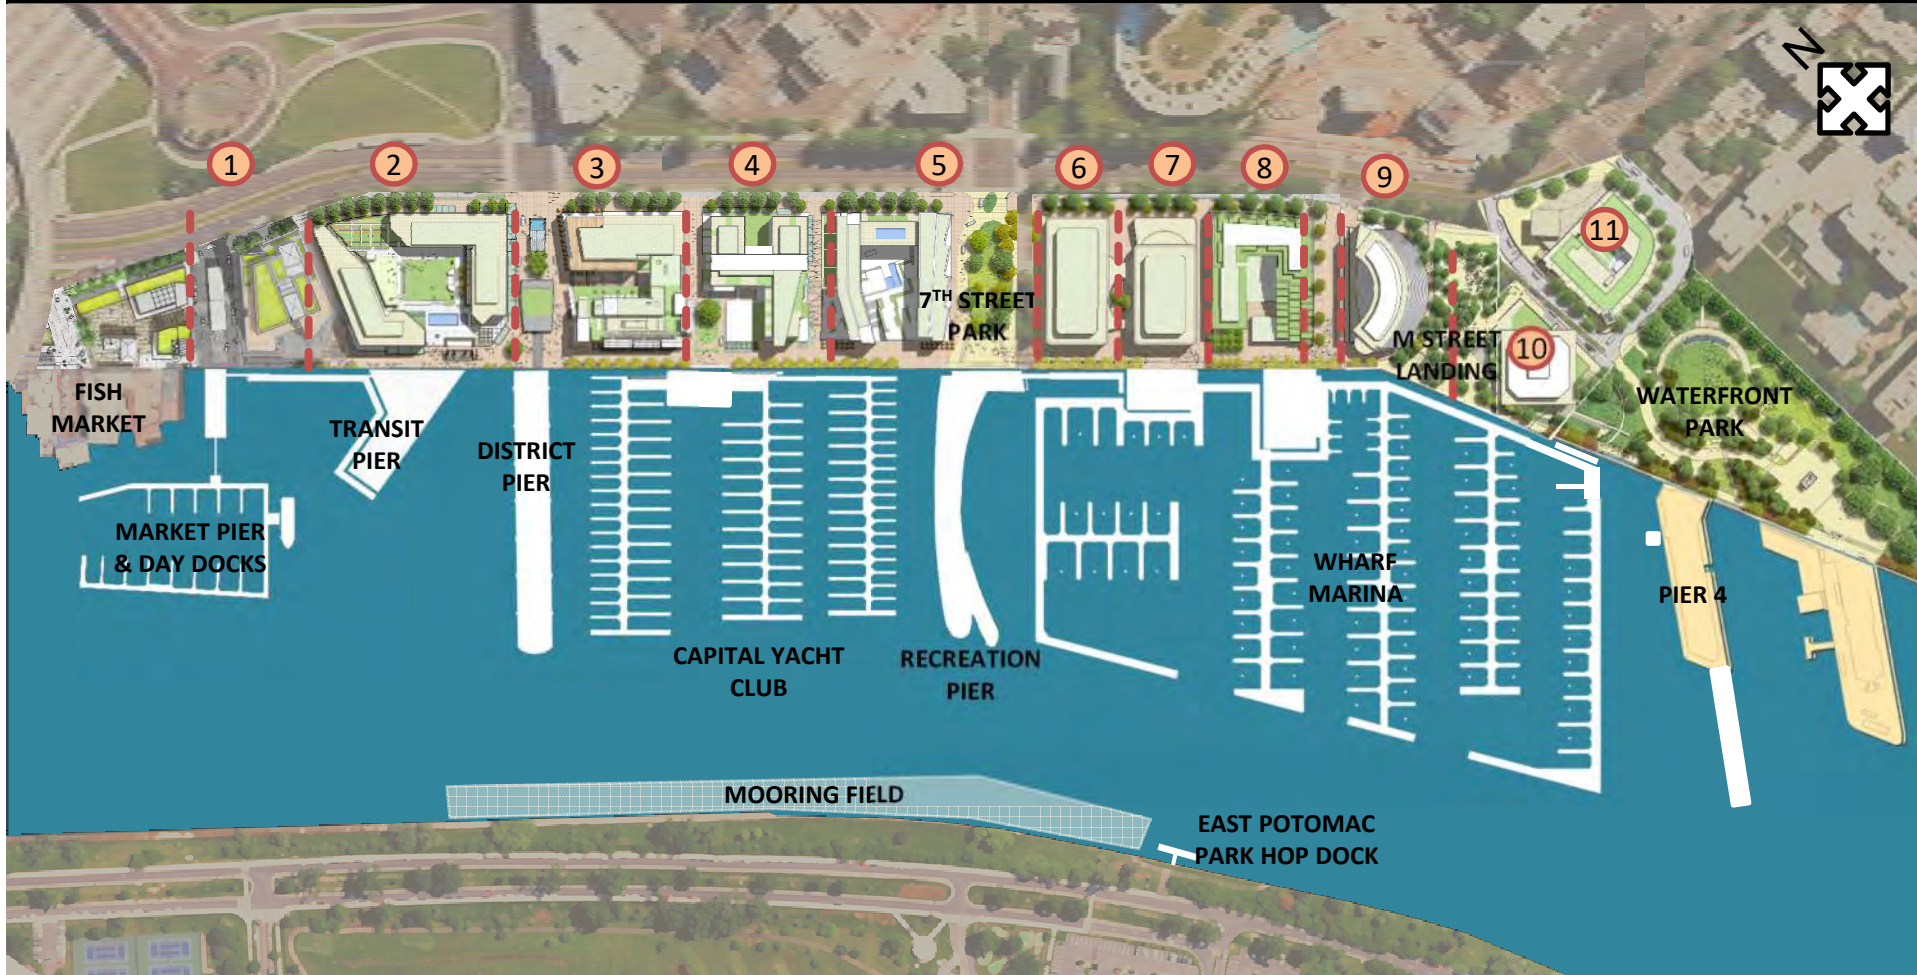 N
1
2
3
4
5
6
7
8
9
11
7TH STREET
PARK
M STREET
LANDING
10
FISH
MARKET
TRANSIT
PIER
DISTRICT
PIER
WATERFRONT
PARK
MARKET PIER
& DAY DOCKS
WHARF
MARINA
PIER 4
CAPITAL YACHT
CLUB
RECREATION
PIER
MOORING FIELD
EAST POTOMAC
PARK HOP DOCK